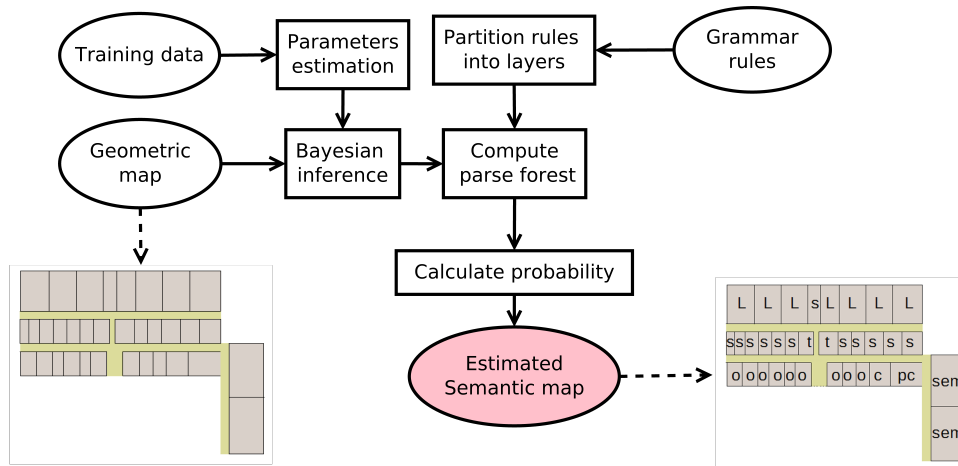 Training data
Parameters
estimation
Partition rules
into layers
Grammar
rules
Geometric
map
Bayesian
inference
Compute
parse forest
Calculate probability
Estimated
Semantic map
L L L s L L L L
s s s s s s s t t s s s s s
o o o o o o o o o c pc
sem
sem